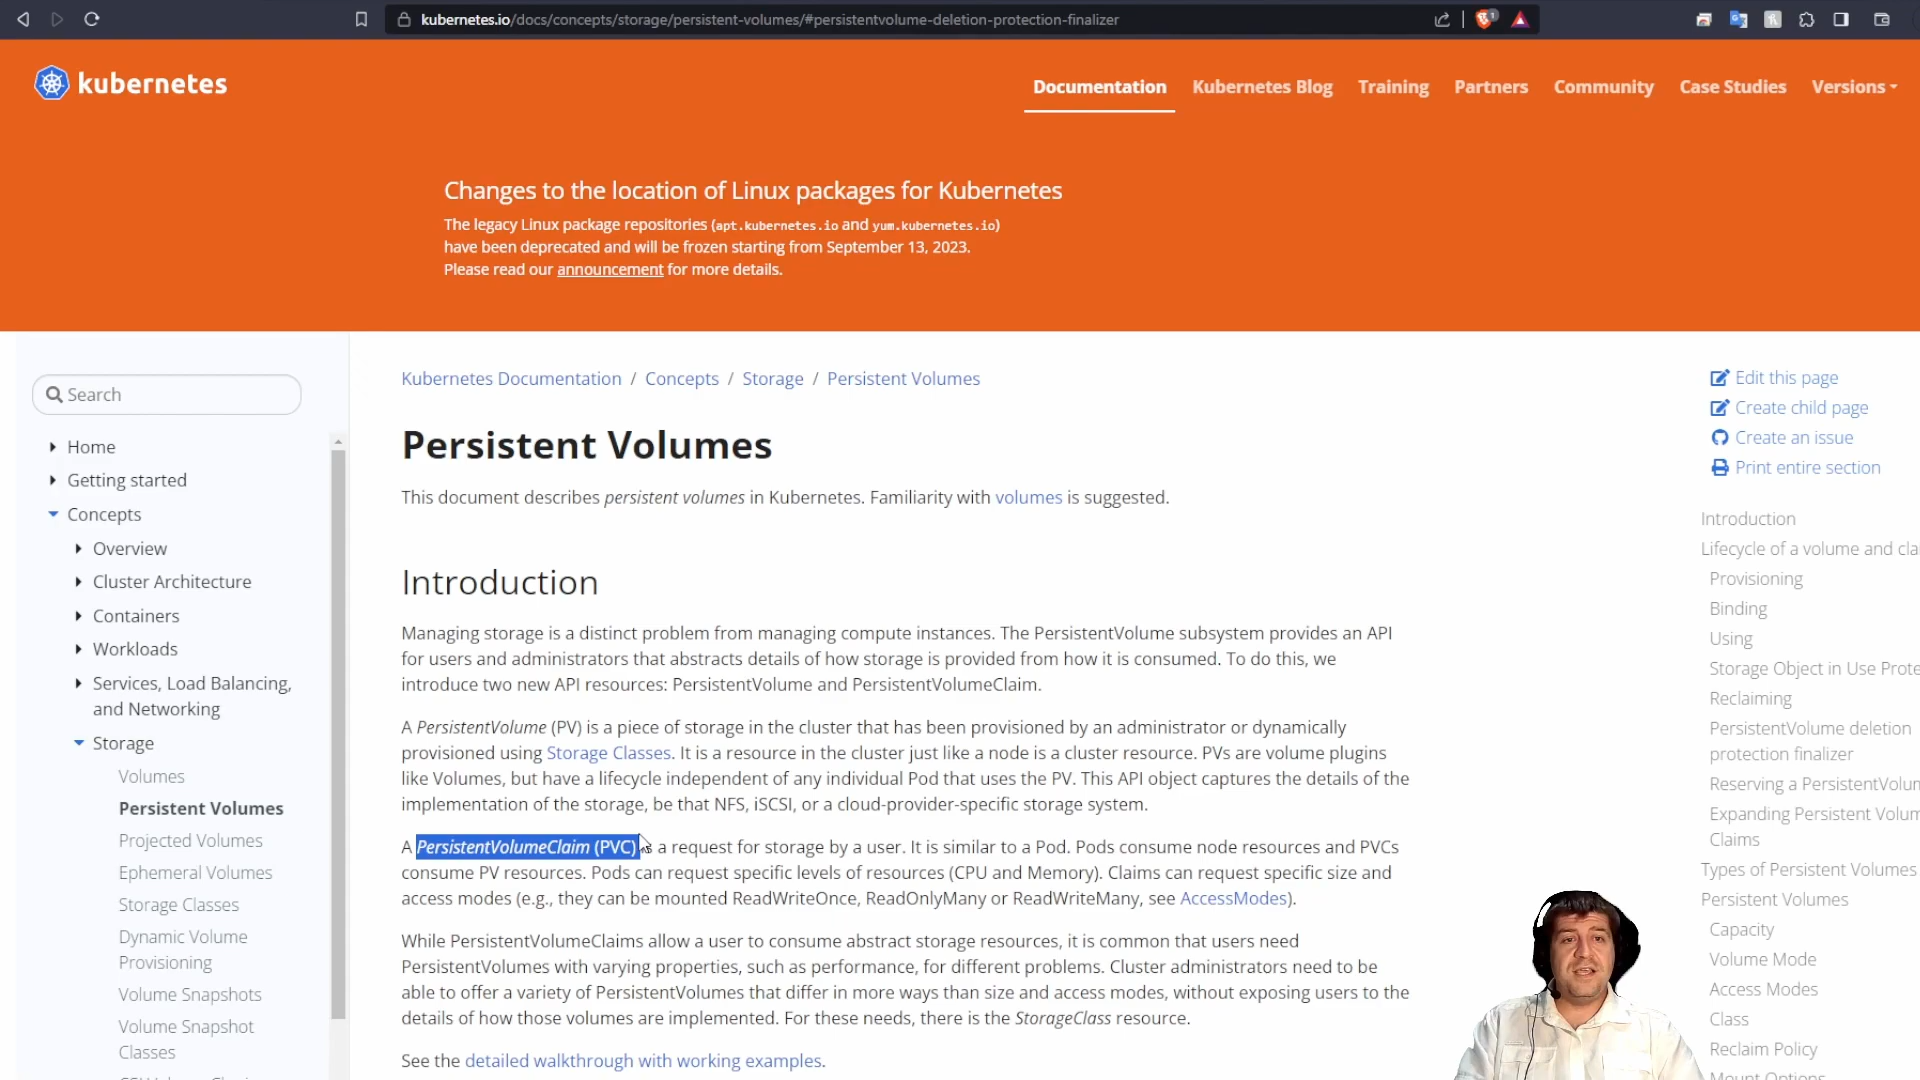 kubernetes.io/docs/concepts/storage/persistent-volumes/#persistentvolume-deletion-protection-finalizer
1
kubernetes
Documentation
Kubernetes Blog
Training
Partners
Community
Case Studies
Versions
Changes to the location of Linux packages for Kubernetes
The legacy Linux package repositories (apt.kubernetes.io and yum.kubernetes.io)
have been deprecated and will be frozen starting from September 13, 2023.
Please read our announcement for more details.
Search
Home
Getting started
Concepts
Overview
Cluster Architecture
Containers
Workloads
Services, Load Balancing,
and Networking
Storage
Volumes
Persistent Volumes
Projected Volumes
Ephemeral Volumes
Storage Classes
Dynamic Volume
Provisioning
Volume Snapshots
Volume Snapshot
Classes
Kubernetes Documentation / Concepts / Storage / Persistent Volumes
Persistent Volumes
This document describes persistent volumes in Kubernetes. Familiarity with volumes is suggested.
Introduction
Managing storage is a distinct problem from managing compute instances. The PersistentVolume subsystem provides an API
for users and administrators that abstracts details of how storage is provided from how it is consumed. To do this, we
introduce two new API resources: PersistentVolume and PersistentVolumeClaim.
A PersistentVolume (PV) is a piece of storage in the cluster that has been provisioned by an administrator or dynamically
provisioned using Storage Classes. It is a resource in the cluster just like a node is a cluster resource. PVs are volume plugins
like Volumes, but have a lifecycle independent of any individual Pod that uses the PV. This API object captures the details of the
implementation of the storage, be that NFS, iSCSI, or a cloud-provider-specific storage system.
A PersistentVolumeClaim (PVC) is a request for storage by a user. It is similar to a Pod. Pods consume node resources and PVCs
consume PV resources. Pods can request specific levels of resources (CPU and Memory). Claims can request specific size and
access modes (e.g., they can be mounted ReadWriteOnce, ReadOnlyMany or ReadWriteMany, see AccessModes).
While PersistentVolumeClaims allow a user to consume abstract storage resources, it is common that users need
PersistentVolumes with varying properties, such as performance, for different problems. Cluster administrators need to be
able to offer a variety of PersistentVolumes that differ in more ways than size and access modes, without exposing users to the
details of how those volumes are implemented. For these needs, there is the StorageClass resource.
See the detailed walkthrough with working examples.
Edit this page
Create child page
Create an issue
Print entire section
Introduction
Lifecycle of a volume and cla
Provisioning
Binding
Using
Storage Object in Use Prote
Reclaiming
PersistentVolume deletion
protection finalizer
Reserving a PersistentVolun
Expanding Persistent Volum
Claims
Types of Persistent Volumes
Persistent Volumes
Capacity
Volume Mode
Access Modes
Class
Reclaim Policy
Mount Options